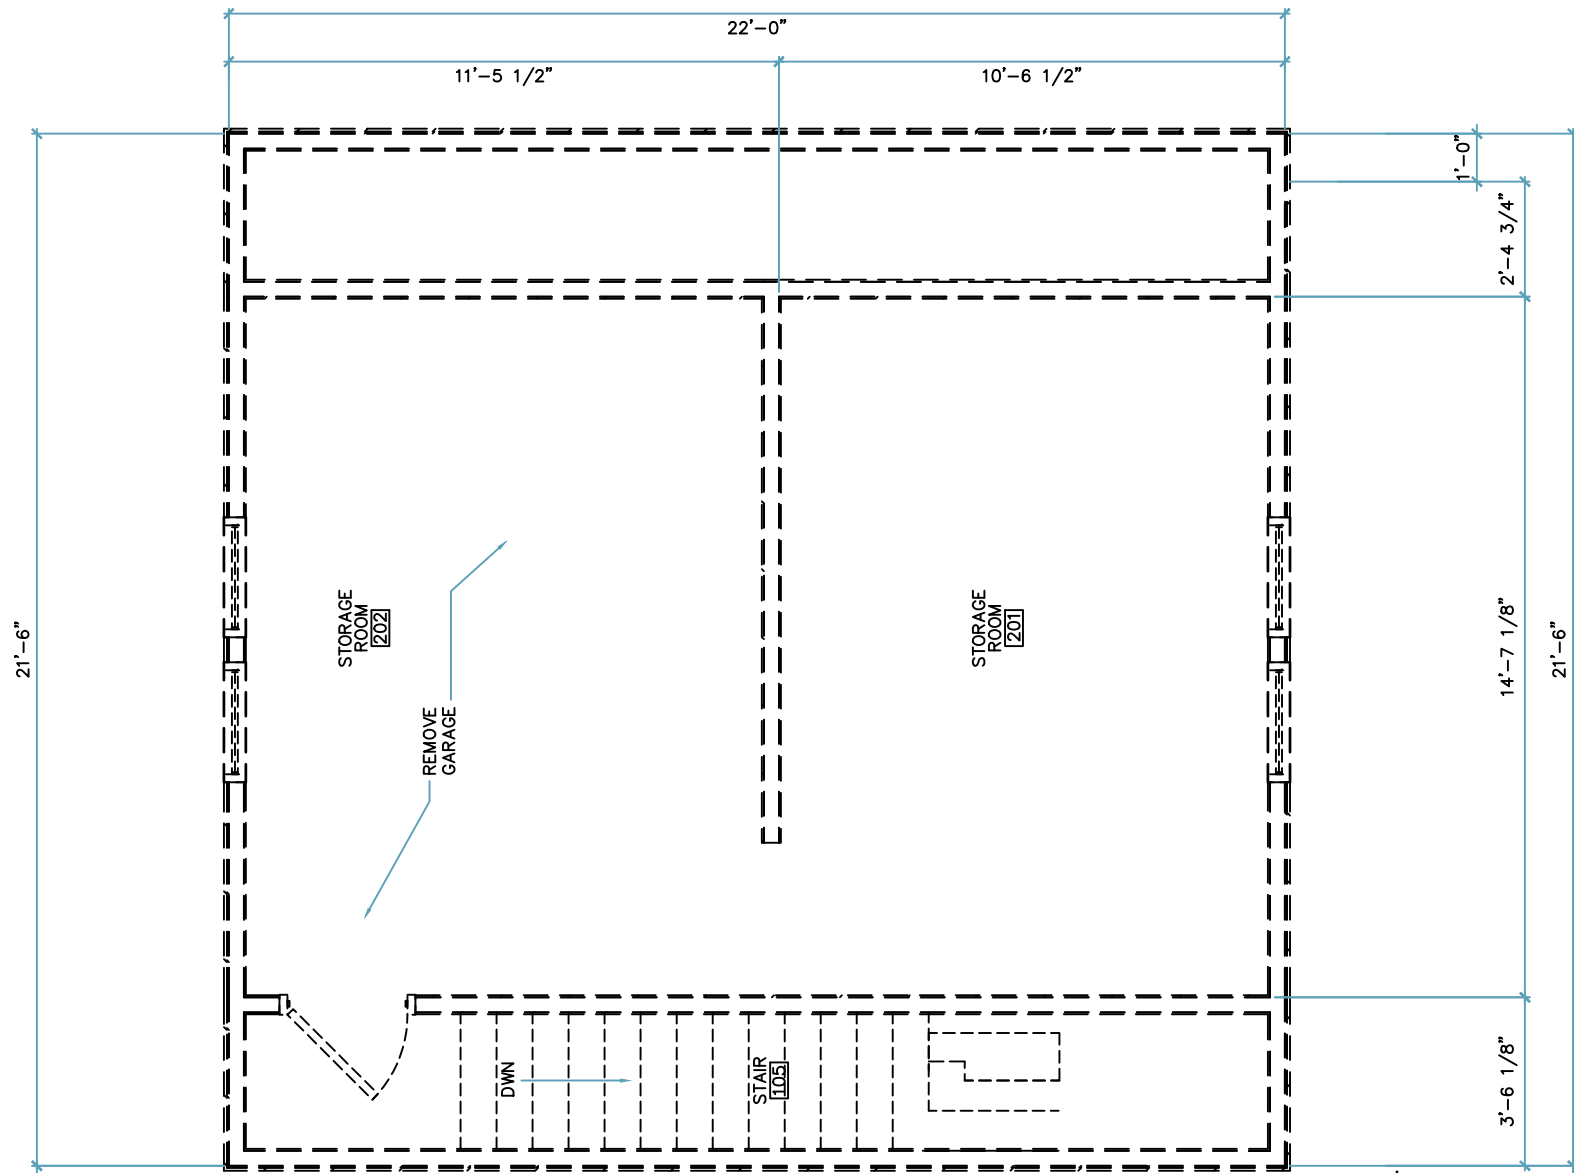 22'-0"
11'-5 1/2"
10'-6 1/2"
1'-0"
2'-4 3/4"
21'-6"
STORAGE
ROOM
202
STORAGE
ROOM
201
14'-7 1/8"
21'-6"
REMOVE
GARAGE
DWN
STAIR
105
3'-6 1/8"